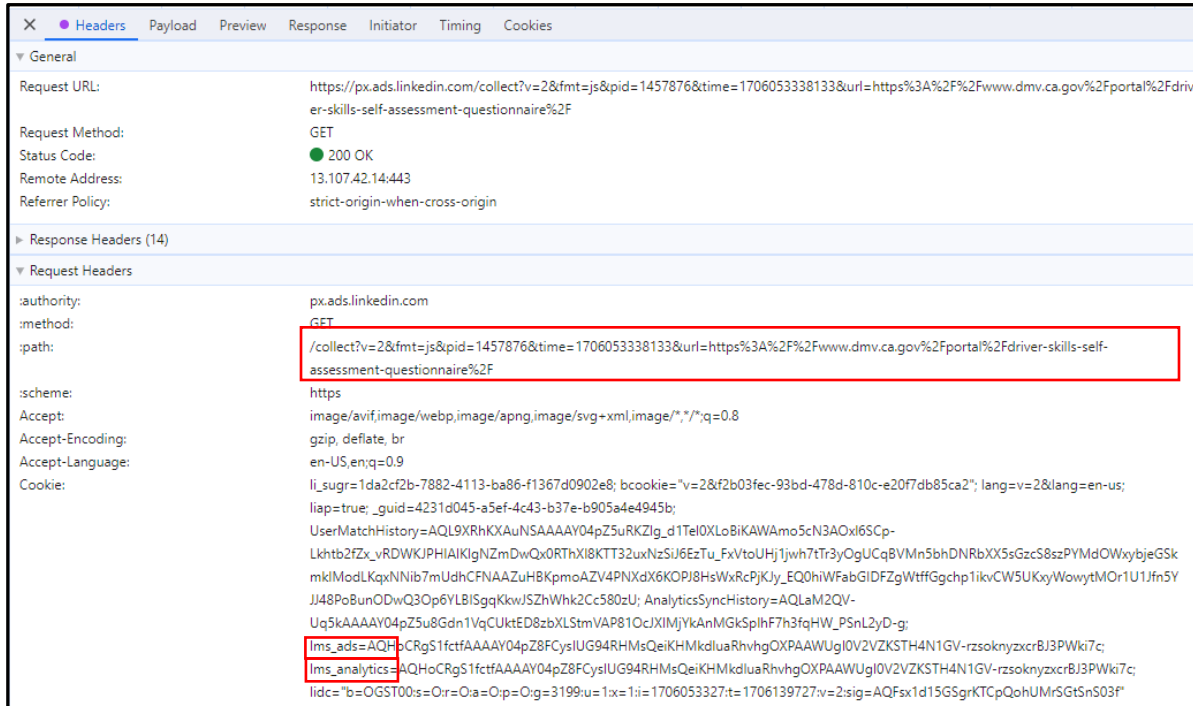 Headers Payload Preview Response Initiator Timing Cookies
General
Request URL: https://px.ads.linkedin.com/collect?v=2&fmt=js&pid=1457876&time=1706053338133&url=https%3A%2F%2Fwww.dmv.ca.gov%2Fportal%2Fdriv
er-skills-self-assessment-questionnaire%2F
Request Method: GET
Status Code: 200 OK
Remote Address: 13.107.42.14:443
Referrer Policy: strict-origin-when-cross-origin
Response Headers (14)
Request Headers
:authority: px.ads.linkedin.com
:method: GET
:path: /collect?v=2&fmt=js&pid=1457876&time=1706053338133&url=https%3A%2F%2Fwww.dmv.ca.gov%2Fportal%2Fdriver-skills-self-
assessment-questionnaire%2F
:scheme: https
Accept: image/avif,image/webp,image/apng,image/svg+xml,image/*,*/*;q=0.8
Accept-Encoding: gzip, deflate, br
Accept-Language: en-US,en;q=0.9
Cookie: li_sugr=1da2cf2b-7882-4113-ba86-f1367d0902e8; bcookie="v=2&f2b03fec-93bd-478d-810c-e20f7db85ca2"; lang=v=2&lang=en-us;
liap=true; _guid=4231d045-a5ef-4c43-b37e-b905a4e4945b;
UserMatchHistory=AQL9XRhKXAuNSAAAAY04pZ5uRKZIg_d1TeI0XLoBiKAWAmo5cN3AOxI6SCp-
Lkhtb2fZx_vRDWKJPHIAIKIgNZmDwQx0RThXI8KTT32uxNzSiJ6EzTu_FxVtoUHj1jwh7tTr3yOgUCqBVMn5bhDNRbXX5sGzcS8szPYMdOWxybjeGSk
mkIModLKqxNNib7mUdhCFNAAZuHBKpmoAZV4PNXdX6KOPJ8HsWxRcPjKJy_EQ0hiWFabGIDFZgWtffGgchp1ikvCW5UKxyWowytMOr1U1Jfn5Y
JJ48PoBunODwQ3Op6YLBISgqKkwJSZhWhk2Cc580zU; AnalyticsSyncHistory=AQLaM2QV-
Uq5kAAAAY04pZ5u8Gdn1VqCUktED8zbXLStmVAP81OcJXIMjYkAnMGkSplhF7h3fqHW_PSnL2yD-g;
lms_ads=AQHoCRgS1fctfAAAAY04pZ8FCysIUG94RHMsQeiKHMkdluaRhvhgOXPAAWUgI0V2VZKSTH4N1GV-rzsoknyzxcrBJ3PWki7c;
lms_analytics=AQHoCRgS1fctfAAAAY04pZ8FCysIUG94RHMsQeiKHMkdluaRhvhgOXPAAWUgI0V2VZKSTH4N1GV-rzsoknyzxcrBJ3PWki7c;
lidc="b=OGST00:s=O:r=O:a=O:p=O:g=3199:u=1:x=1:i=1706053327:t=1706139727:v=2:sig=AQFsx1d15GSgrKTCpQohUMrSGtSnS03f"